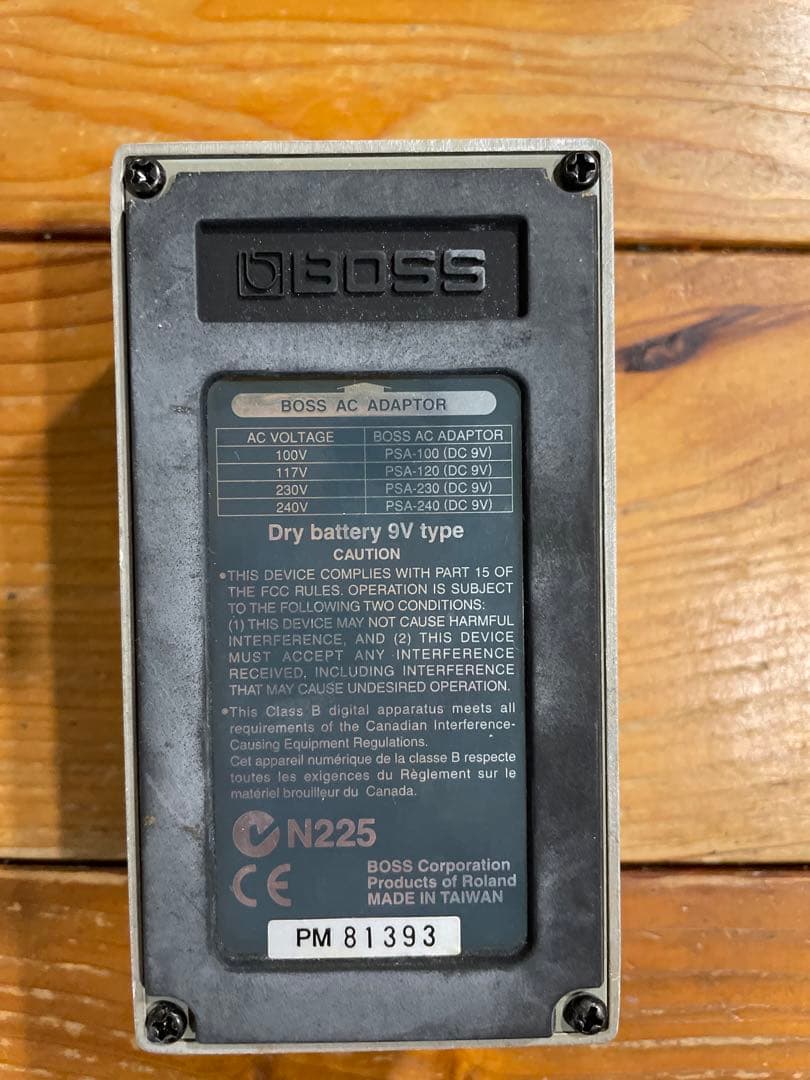 BOSS
BOSS AC ADAPTOR
AC VOLTAGE BOSS AC ADAPTOR
100V PSA-100 (DC 9V)
117V PSA-120 (DC 9V)
230V PSA-230 (DC 9V)
240V PSA-240 (DC 9V)
Dry battery 9V type
CAUTION
•THIS DEVICE COMPLIES WITH PART 15 OF
THE FCC RULES. OPERATION IS SUBJECT
TO THE FOLLOWING TWO CONDITIONS:
(1) THIS DEVICE MAY NOT CAUSE HARMFUL
INTERFERENCE, AND (2) THIS DEVICE
MUST ACCEPT ANY INTERFERENCE
RECEIVED, INCLUDING INTERFERENCE
THAT MAY CAUSE UNDESIRED OPERATION.
•This Class B digital apparatus meets all
requirements of the Canadian Interference-
Causing Equipment Regulations.
Cet appareil numérique de la classe B respecte
toutes les exigences du Règlement sur le
matériel brouilleur du Canada.
N225
CE
BOSS Corporation
Products of Roland
MADE IN TAIWAN
PM 81393